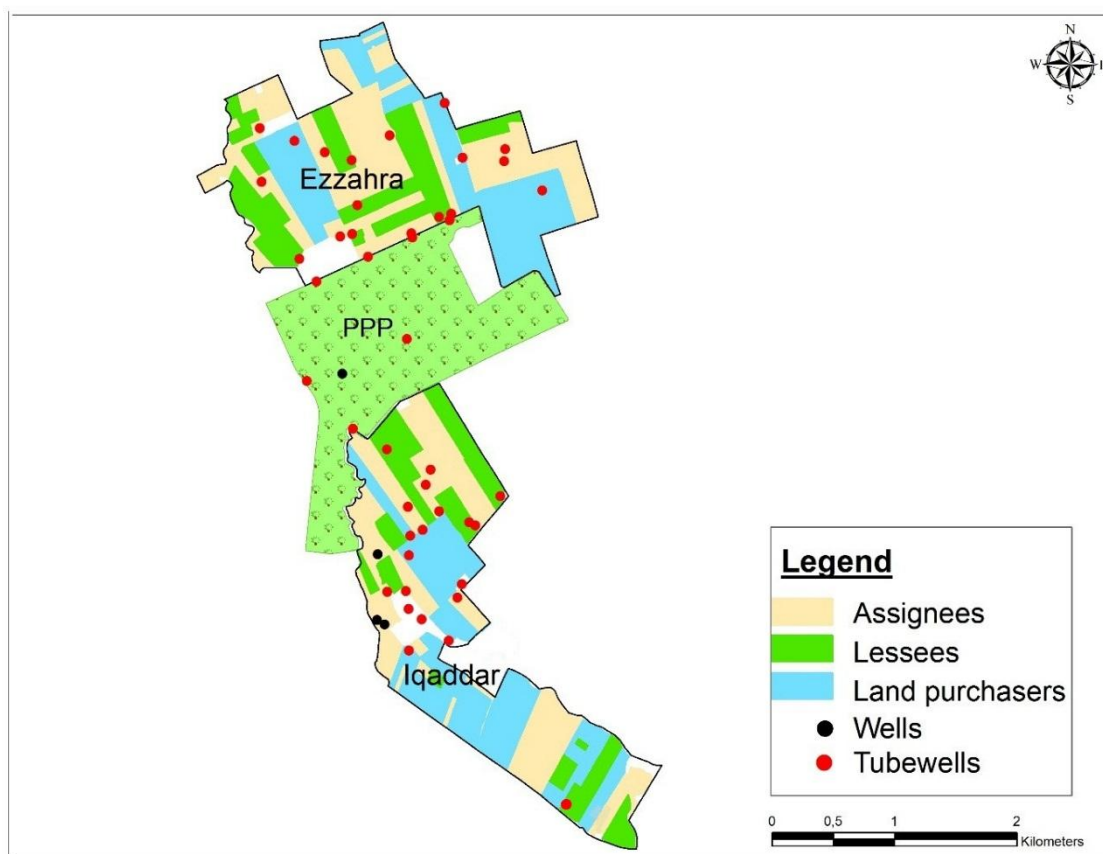 N
W
E
S
Ezzahra
PPP
Iqaddar
Legend
Assignees
Lessees
Land purchasers
Wells
Tubewells
0 0,5 1 2
Kilometers